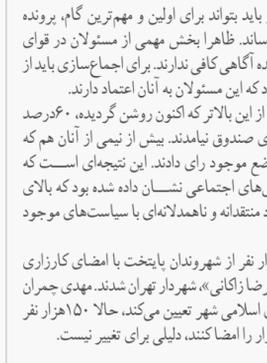 باید بتواند برای اولین و مهم‌ترین گام، پرونده
ساند. ظاهرا بخش مهمی از مسئولان در قوای
ده آگاهی کافی ندارند. برای اجماع‌سازی باید از
د که این مسئولان به آنان اعتماد دارند.
از این بالاتر که اکنون روشن گردیده، ۶۰درصد
ی صندوق نیامدند. بیش از نیمی از آنان هم که
ضع موجود رای دادند. این نتیجه‌ای است که
ی‌های اجتماعی نشان داده شده بود که بالای
د منتقدانه و ناهمدلانه‌ای با سیاست‌های موجود
ار نفر از شهروندان پایتخت با امضای کارزاری
رضا زاکانی»، شهردار تهران شدند. مهدی چمران
ی اسلامی شهر تعیین می‌کند، حالا ۱۵۰هزار نفر
ار را امضا کنند، دلیلی برای تغییر نیست.